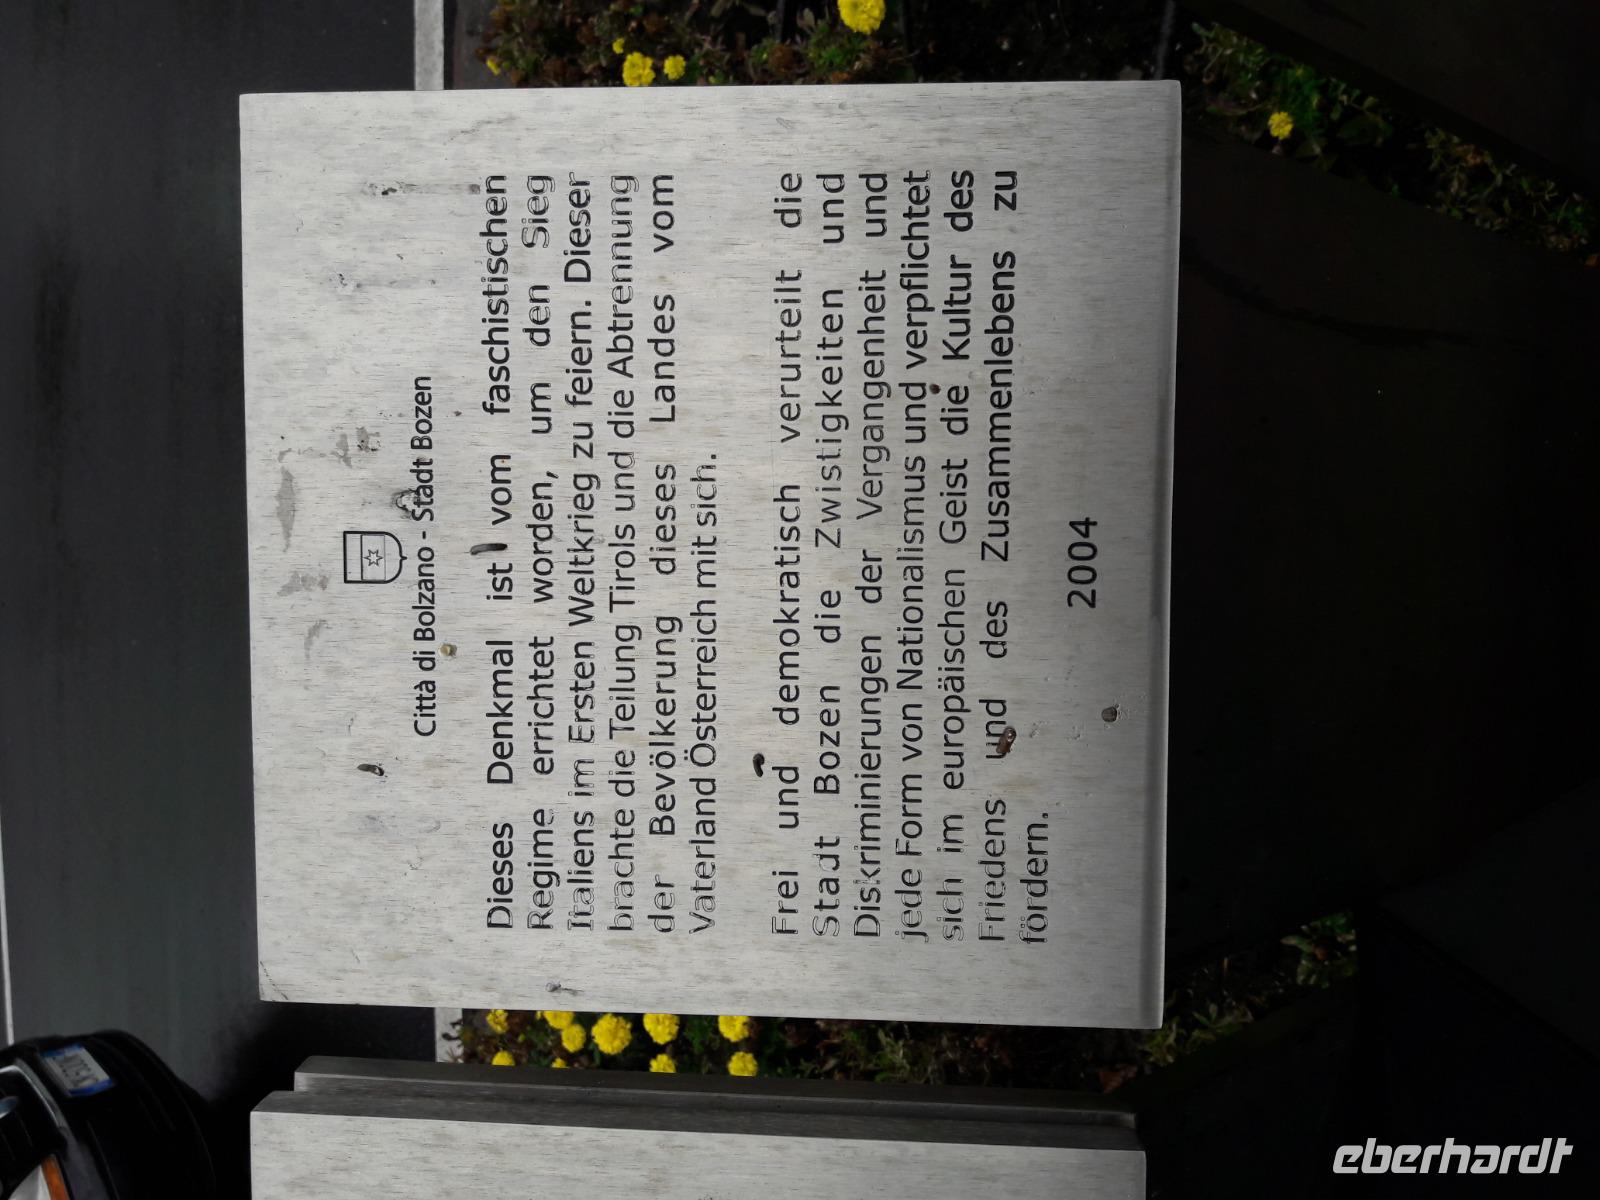 Città di Bolzano - Stadt Bozen
Dieses Denkmal ist vom faschistischen
Regime errichtet worden, um den Sieg
Italiens im Ersten Weltkrieg zu feiern. Dieser
brachte die Teilung Tirols und die Abtrennung
der Bevölkerung dieses Landes vom
Vaterland Österreich mit sich.
Frei und demokratisch verurteilt die
Stadt Bozen die Zwistigkeiten und
Diskriminierungen der Vergangenheit und
jede Form von Nationalismus und verpflichtet
sich im europäischen Geist die Kultur des
Friedens und des Zusammenlebens zu
fördern.
2004
eberhardt